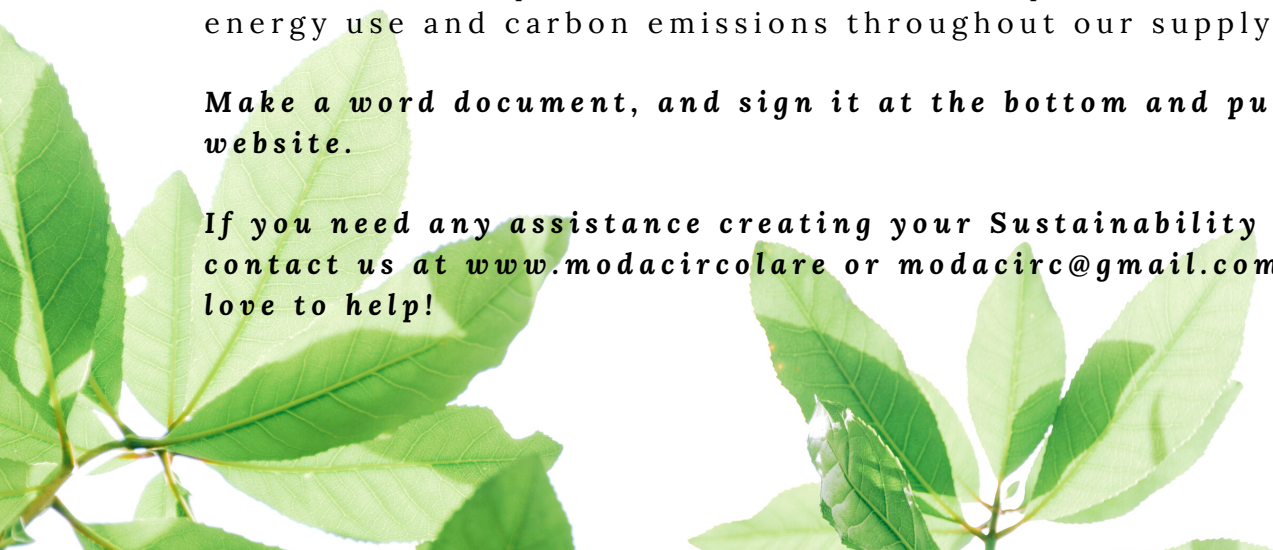 energy use and carbon emissions throughout our supply
Make a word document, and sign it at the bottom and pu
website.
If you need any assistance creating your Sustainability
contact us at www.modacircolare or modacirc@gmail.com
love to help!